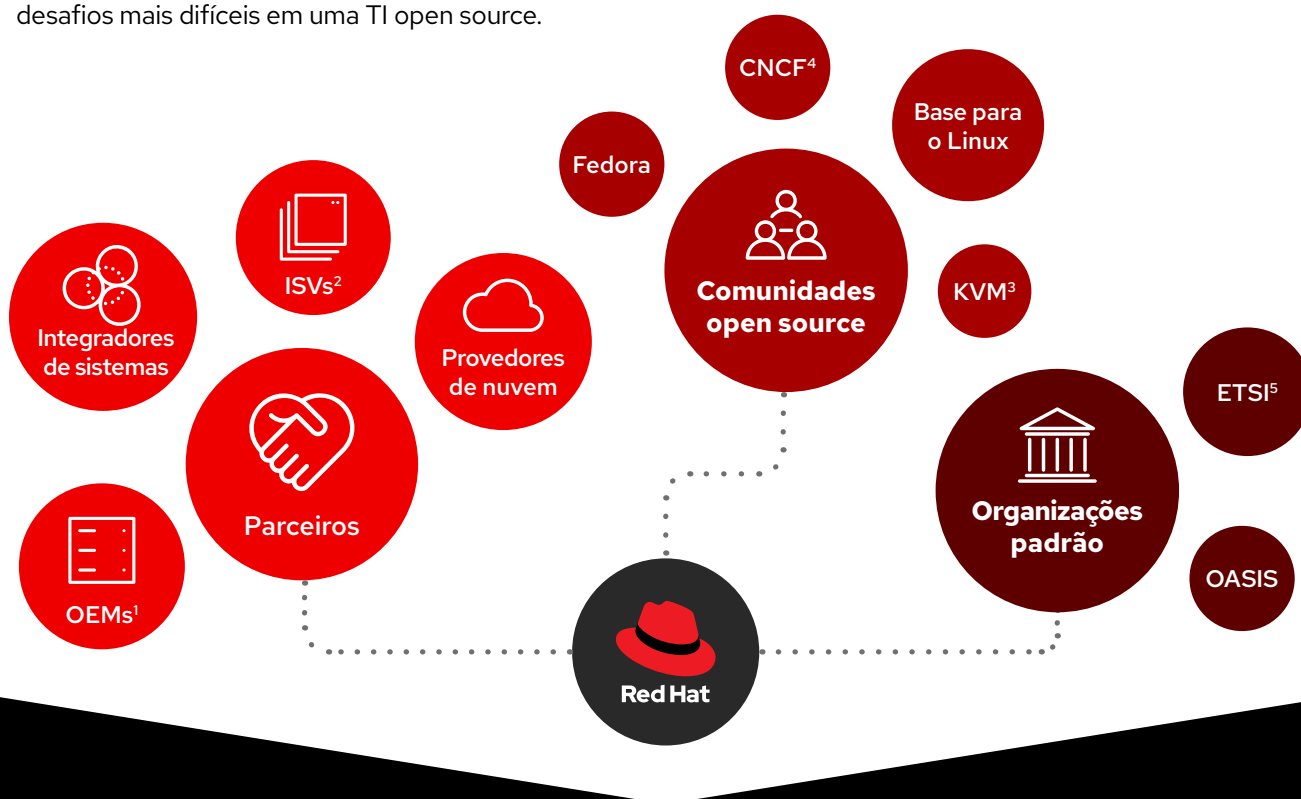 desafios mais difíceis em uma TI open source.
CNCF⁴
Base para
o Linux
Fedora
Comunidades
open source
KVM³
ISVs²
Integradores
de sistemas
Provedores
de nuvem
Parceiros
OEMs¹
ETSI⁵
Organizações
padrão
OASIS
Red Hat